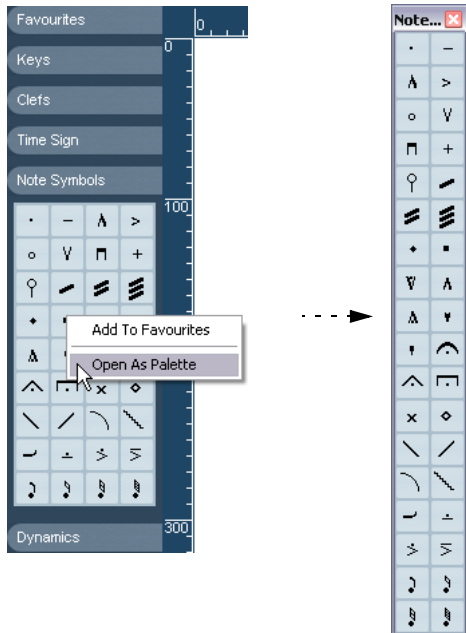 Favourites
0
0
Keys
Clefs
Time Sign
Note Symbols
100
Add To Favourites
Open As Palette
300
Dynamics
Note...